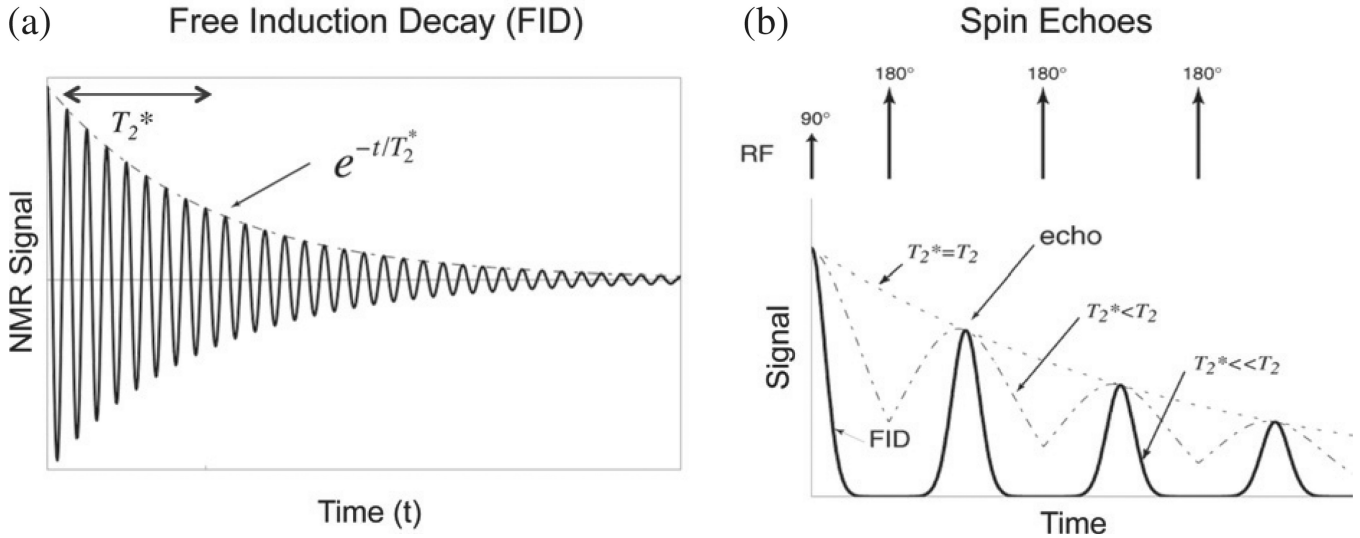 (a) Free Induction Decay (FID)
T₂*
e^{-t/T₂^*}
NMR Signal
Time (t)
(b) Spin Echoes
180°
180°
180°
90°
RF
echo
T₂*=T₂
T₂*<T₂
T₂*<<T₂
FID
Signal
Time